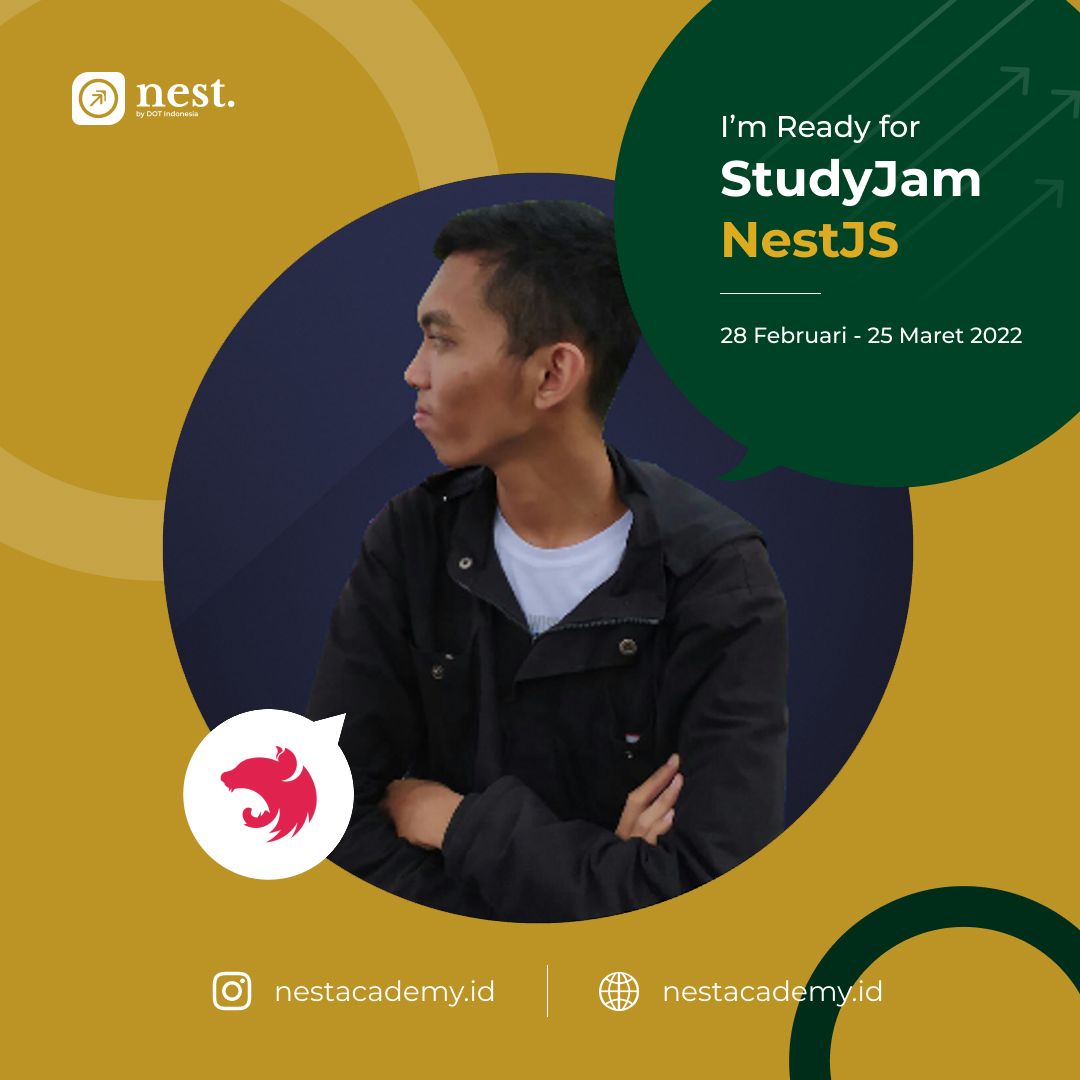 nest.
by DOT Indonesia
I’m Ready for
StudyJam
NestJS
28 Februari - 25 Maret 2022
nestacademy.id
nestacademy.id